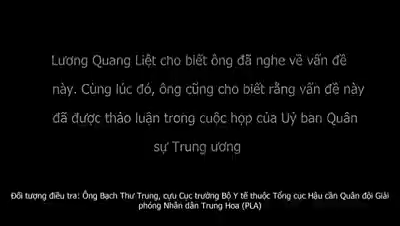 Lương Quang Liệt cho biết ông đã nghe về vấn đề
này. Cùng lúc đó, ông cũng cho biết rằng vấn đề này
đã được thảo luận trong cuộc họp của Uỷ ban Quân
sự Trung ương
Đối tượng điều tra: Ông Bạch Thư Trung, cựu Cục trưởng Bộ Y tế thuộc Tổng cục Hậu cần Quân đội Giải
phóng Nhân dân Trung Hoa (PLA)